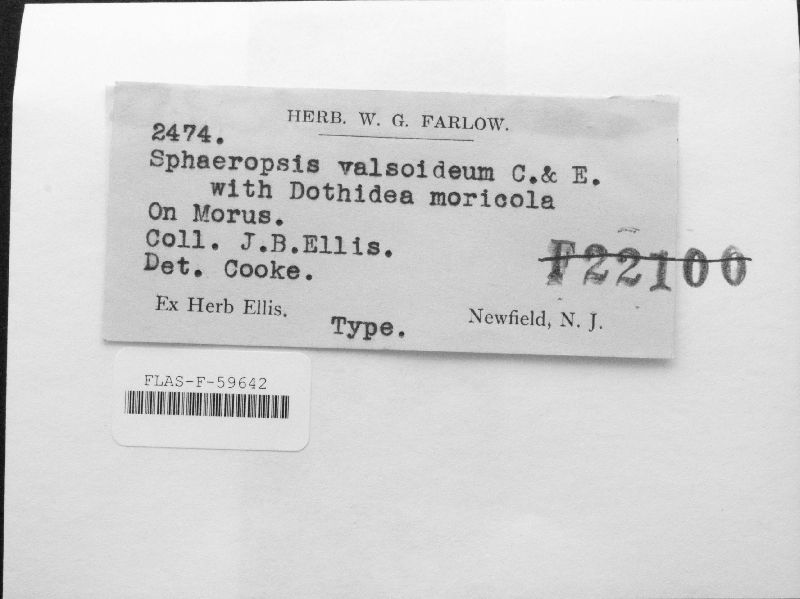 HERB. W. G. FARLOW.
2474.
Sphaeropsis valsoideum C.& E.
with Dothidea moricola
On Morus.
Coll. J.B.Ellis.
Det. Cooke.
F22100
Ex Herb Ellis.
Type.
Newfield, N. J.
FLAS-F-59642